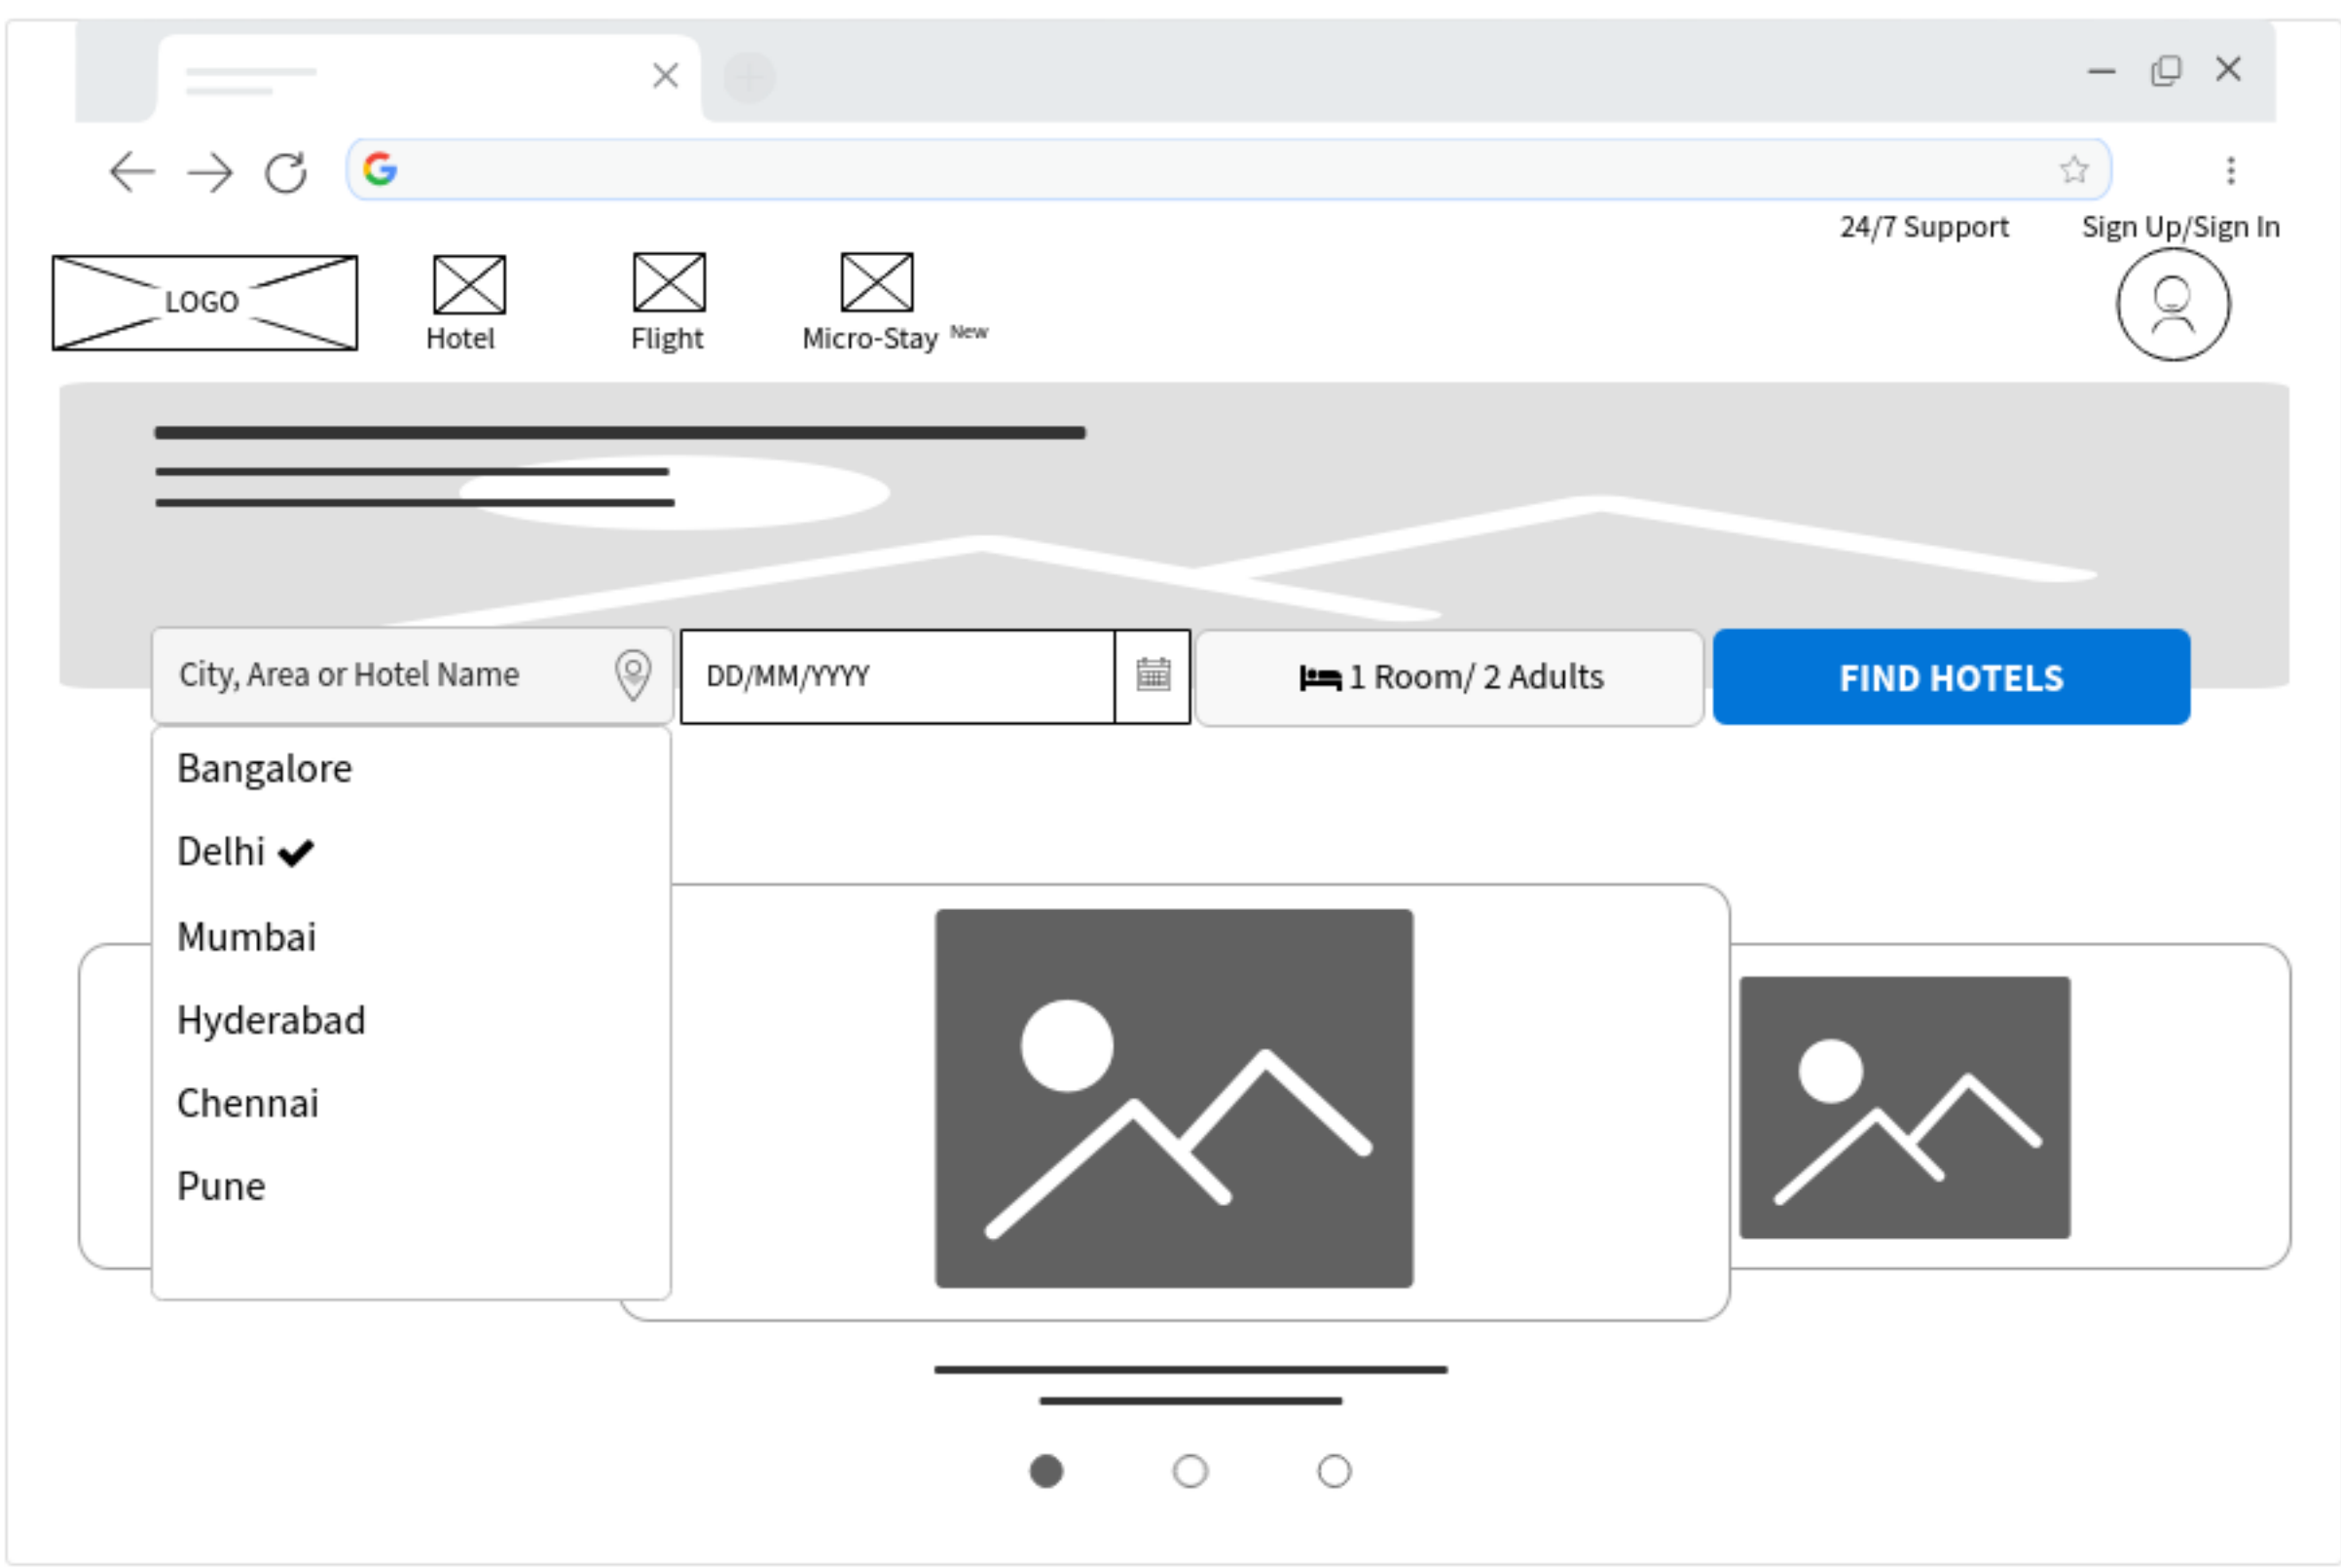 24/7 Support
Sign Up/Sign In
LOGO
Hotel
Flight
Micro-Stay New
City, Area or Hotel Name
DD/MM/YYYY
1 Room/ 2 Adults
FIND HOTELS
Bangalore
Delhi
Mumbai
Hyderabad
Chennai
Pune